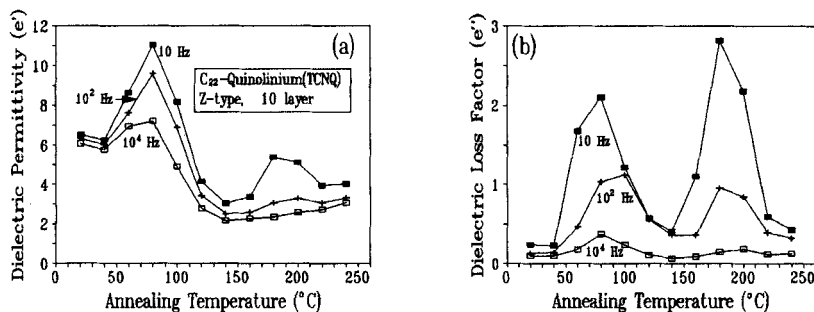 Dielectric Permittivity (e')
12
10
8
6
4
2
0
(a)
10 Hz
C22-Quinolinium(TCNQ)
Z-type, 10 layer
10² Hz
10⁴ Hz
0 50 100 150 200 250
Annealing Temperature (°C)
Dielectric Loss Factor (e'')
3
2
1
0
(b)
10 Hz
10² Hz
10⁴ Hz
0 50 100 150 200 250
Annealing Temperature (°C)